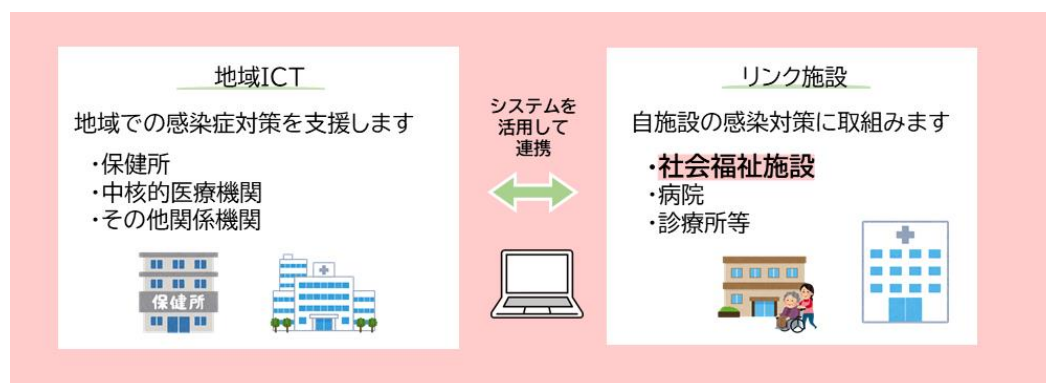 地域ICT
地域での感染症対策を支援します
・保健所
・中核的医療機関
・その他関係機関
保健所
システムを
活用して
連携
リンク施設
自施設の感染対策に取組みます
・社会福祉施設
・病院
・診療所等